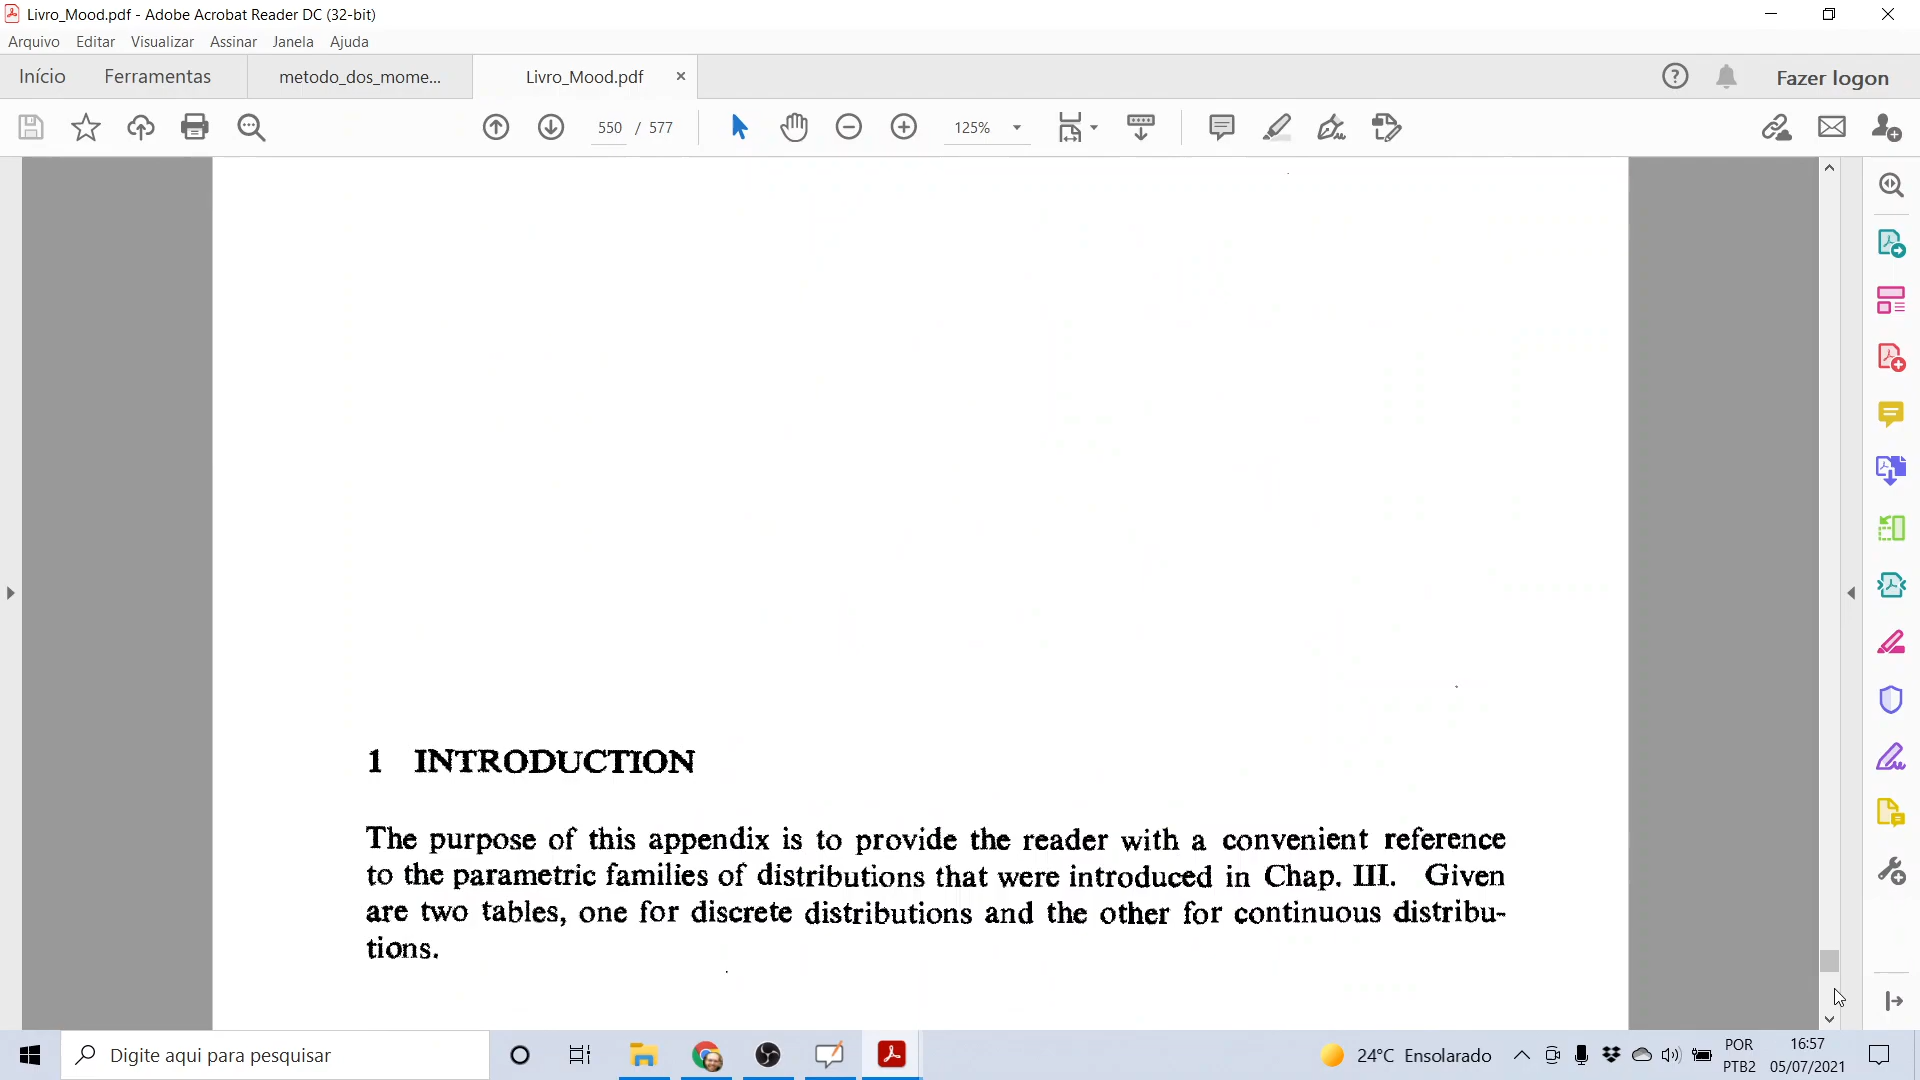 Livro_Mood.pdf - Adobe Acrobat Reader DC (32-bit)
Arquivo Editar Visualizar Assinar Janela Ajuda
Início Ferramentas metodo_dos_mome... Livro_Mood.pdf Fazer logon
550 / 577 125%
1 INTRODUCTION
The purpose of this appendix is to provide the reader with a convenient reference
to the parametric families of distributions that were introduced in Chap. III. Given
are two tables, one for discrete distributions and the other for continuous distribu-
tions.
Digite aqui para pesquisar
24°C Ensolarado
POR
PTB2
16:57
05/07/2021